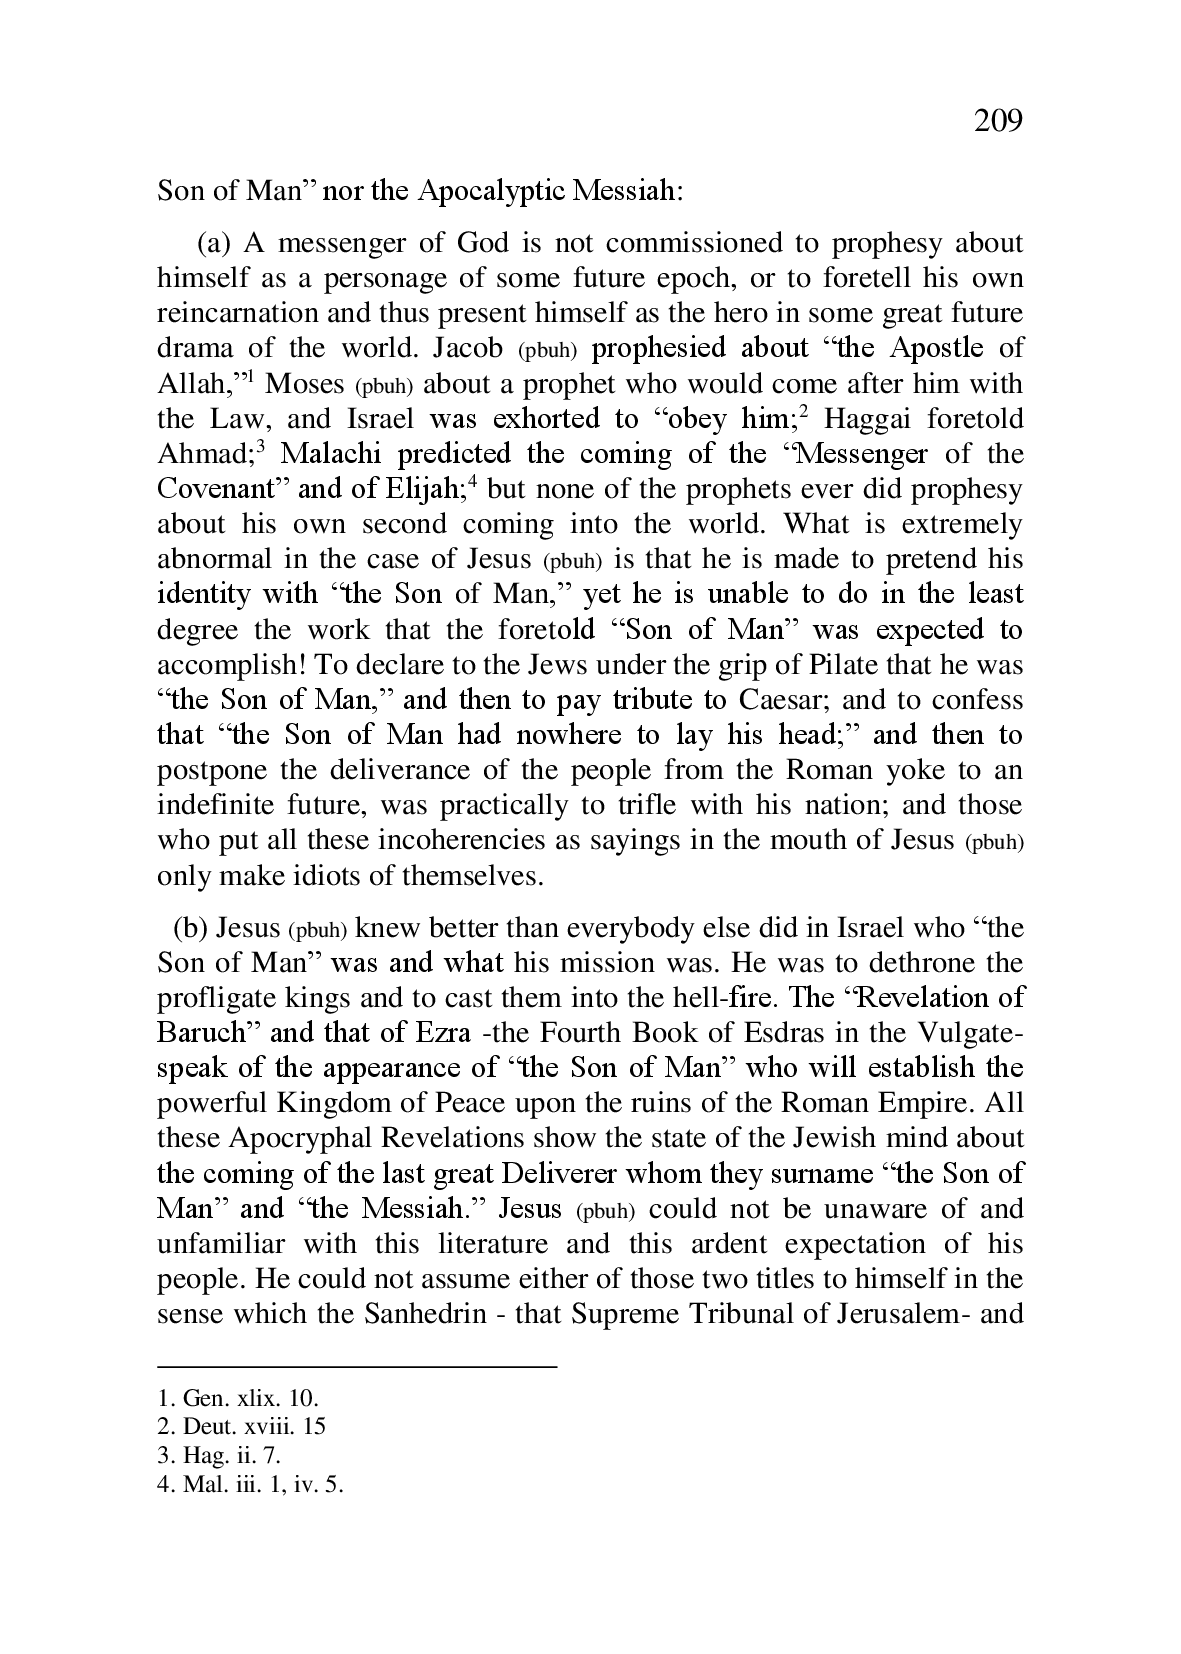 209
Son of Man” nor the Apocalyptic Messiah:
(a) A messenger of God is not commissioned to prophesy about
himself as a personage of some future epoch, or to foretell his own
reincarnation and thus present himself as the hero in some great future
drama of the world. Jacob (pbuh) prophesied about “the Apostle of
Allah,”1 Moses (pbuh) about a prophet who would come after him with
the Law, and Israel was exhorted to “obey him;2 Haggai foretold
Ahmad;3 Malachi predicted the coming of the “Messenger of the
Covenant” and of Elijah;4 but none of the prophets ever did prophesy
about his own second coming into the world. What is extremely
abnormal in the case of Jesus (pbuh) is that he is made to pretend his
identity with “the Son of Man,” yet he is unable to do in the least
degree the work that the foretold “Son of Man” was expected to
accomplish! To declare to the Jews under the grip of Pilate that he was
“the Son of Man,” and then to pay tribute to Caesar; and to confess
that “the Son of Man had nowhere to lay his head;” and then to
postpone the deliverance of the people from the Roman yoke to an
indefinite future, was practically to trifle with his nation; and those
who put all these incoherencies as sayings in the mouth of Jesus (pbuh)
only make idiots of themselves.
(b) Jesus (pbuh) knew better than everybody else did in Israel who “the
Son of Man” was and what his mission was. He was to dethrone the
profligate kings and to cast them into the hell-fire. The “Revelation of
Baruch” and that of Ezra -the Fourth Book of Esdras in the Vulgate-
speak of the appearance of “the Son of Man” who will establish the
powerful Kingdom of Peace upon the ruins of the Roman Empire. All
these Apocryphal Revelations show the state of the Jewish mind about
the coming of the last great Deliverer whom they surname “the Son of
Man” and “the Messiah.” Jesus (pbuh) could not be unaware of and
unfamiliar with this literature and this ardent expectation of his
people. He could not assume either of those two titles to himself in the
sense which the Sanhedrin - that Supreme Tribunal of Jerusalem- and
1. Gen. xlix. 10.
2. Deut. xviii. 15
3. Hag. ii. 7.
4. Mal. iii. 1, iv. 5.